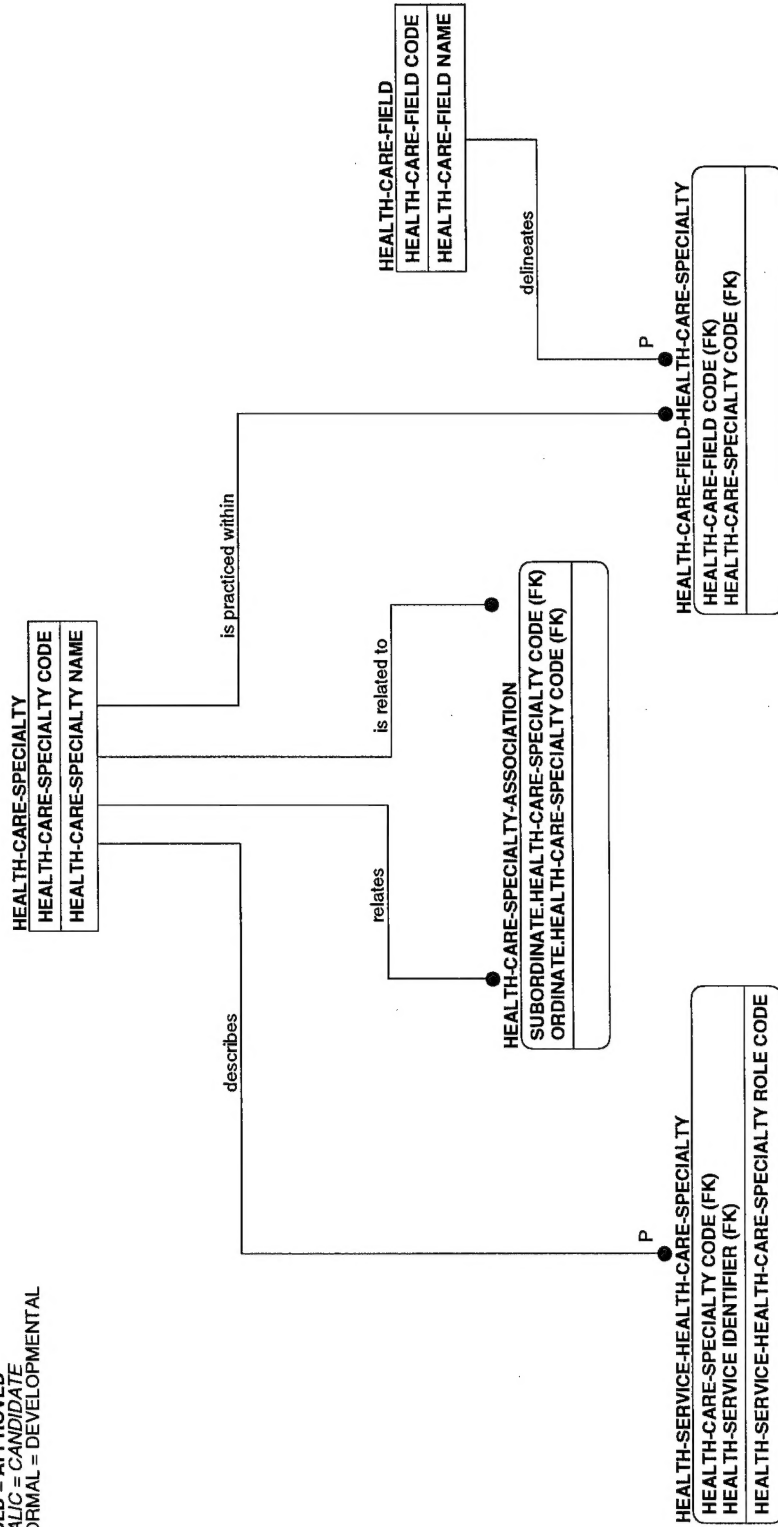 BOLD = APPROVED
ITALIC = CANDIDATE
NORMAL = DEVELOPMENTAL
HEALTH-CARE-SPECIALTY
HEALTH-CARE-SPECIALTY CODE
HEALTH-CARE-SPECIALTY NAME
describes
relates
is related to
is practiced within
HEALTH-CARE-FIELD
HEALTH-CARE-FIELD CODE
HEALTH-CARE-FIELD NAME
delineates
HEALTH-CARE-SPECIALTY-ASSOCIATION
SUBORDINATE.HEALTH-CARE-SPECIALTY CODE (FK)
ORDINATE.HEALTH-CARE-SPECIALTY CODE (FK)
P
HEALTH-SERVICE-HEALTH-CARE-SPECIALTY
HEALTH-CARE-SPECIALTY CODE (FK)
HEALTH-SERVICE IDENTIFIER (FK)
HEALTH-SERVICE-HEALTH-CARE-SPECIALTY ROLE CODE
P
HEALTH-CARE-FIELD-HEALTH-CARE-SPECIALTY
HEALTH-CARE-FIELD CODE (FK)
HEALTH-CARE-SPECIALTY CODE (FK)